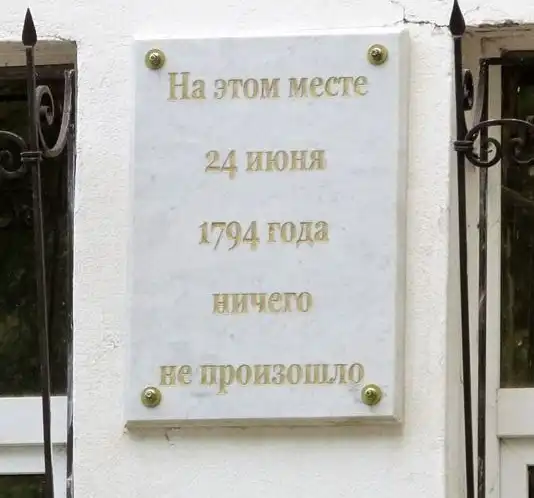 На этом месте
24 июня
1794 года
ничего
не произошло